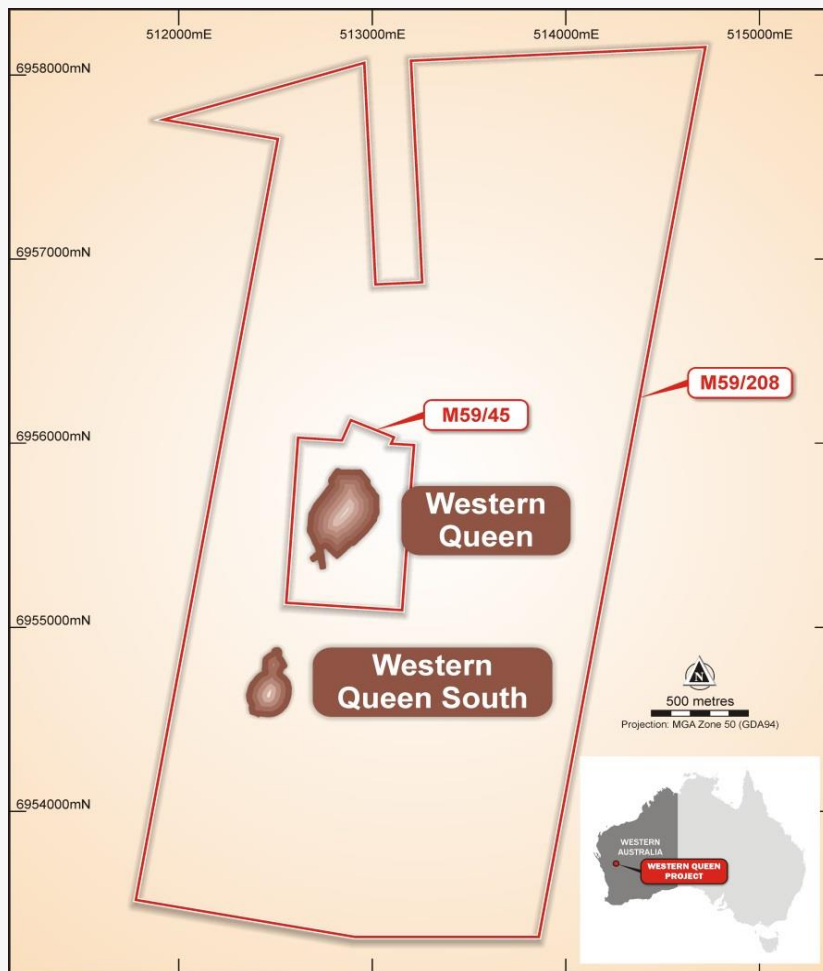 512000mE
513000mE
514000mE
515000mE
6958000mN
6957000mN
M59/208
M59/45
6956000mN
Western
Queen
6955000mN
Western
Queen South
N
500 metres
Projection: MGA Zone 50 (GDA94)
6954000mN
WESTERN
AUSTRALIA
WESTERN QUEEN
PROJECT